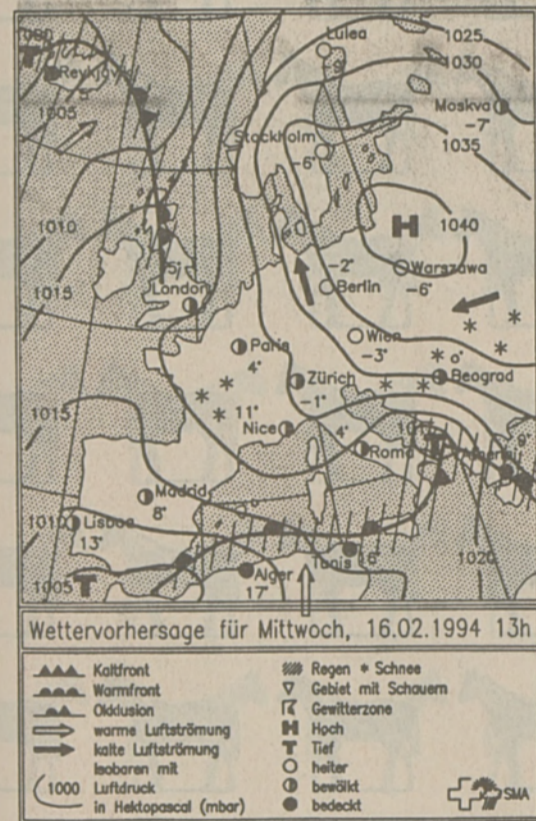 1000
Lulea
1025
T
Reykjavik
1030
5°
9°
Moskva
-7°
1005
Stockholm
-6°
1035
H
1040
1010
5°
-2°
Warszawa
London
Berlin
-6°
1015
Wien
-3°
Paris
4°
0°
Zürich
Beograd
-1°
11°
1015
Nice
4°
Roma
T
9°
Madrid
8°
1010
Lisboa
13°
Tunis 16°
1020
1005
T
Alger
17°
Wettervorhersage für Mittwoch, 16.02.1994 13h
Kaltfront
Warmfront
Okklusion
warme Luftströmung
kalte Luftströmung
Isobaren mit
1000 Luftdruck
in Hektopascal (mbar)
Regen * Schnee
Gebiet mit Schauern
Gewitterzone
H Hoch
T Tief
heiter
bewölkt
bedeckt
SMA